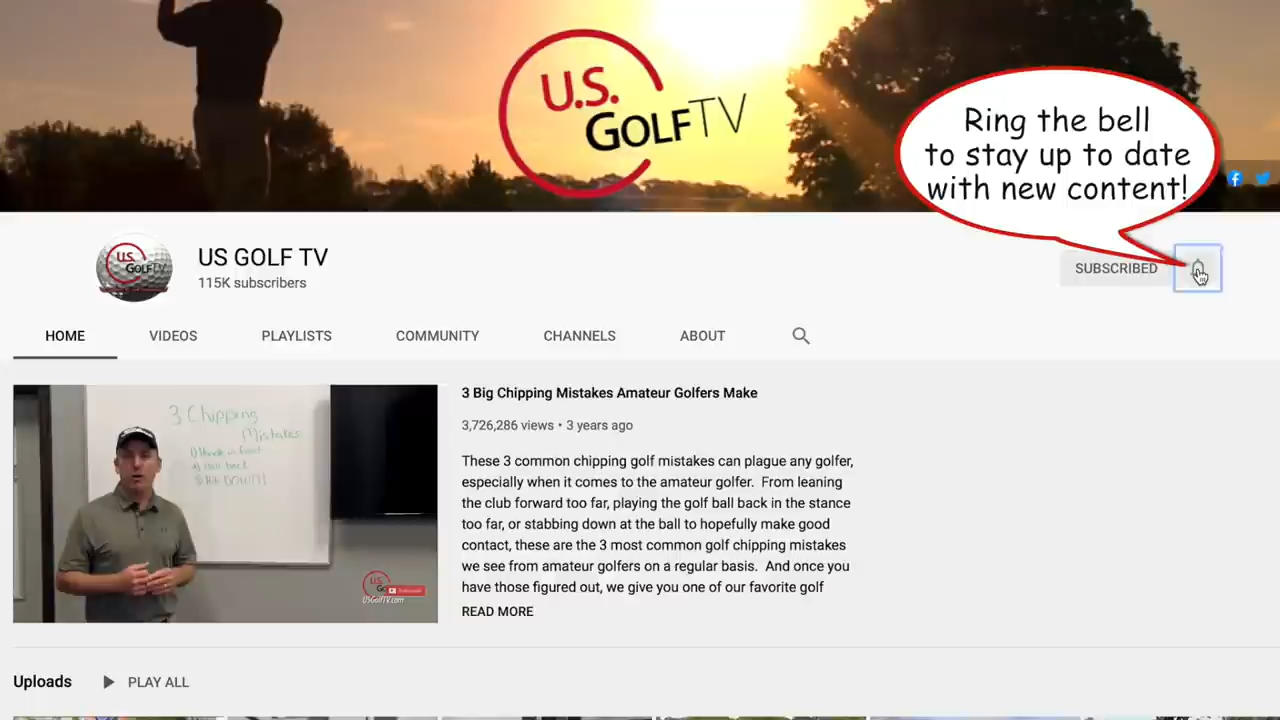 U.S.
GOLFTV
Ring the bell
to stay up to date
with new content!
U.S.
GOLFTV
US GOLF TV
115K subscribers
SUBSCRIBED
HOME
VIDEOS
PLAYLISTS
COMMUNITY
CHANNELS
ABOUT
3 Chipping
Mistakes
3 Big Chipping Mistakes Amateur Golfers Make
3,726,286 views • 3 years ago
These 3 common chipping golf mistakes can plague any golfer,
especially when it comes to the amateur golfer. From leaning
the club forward too far, playing the golf ball back in the stance
too far, or stabbing down at the ball to hopefully make good
contact, these are the 3 most common golf chipping mistakes
we see from amateur golfers on a regular basis. And once you
have those figured out, we give you one of our favorite golf
READ MORE
U.S.
USGolfTV.com
Uploads
PLAY ALL